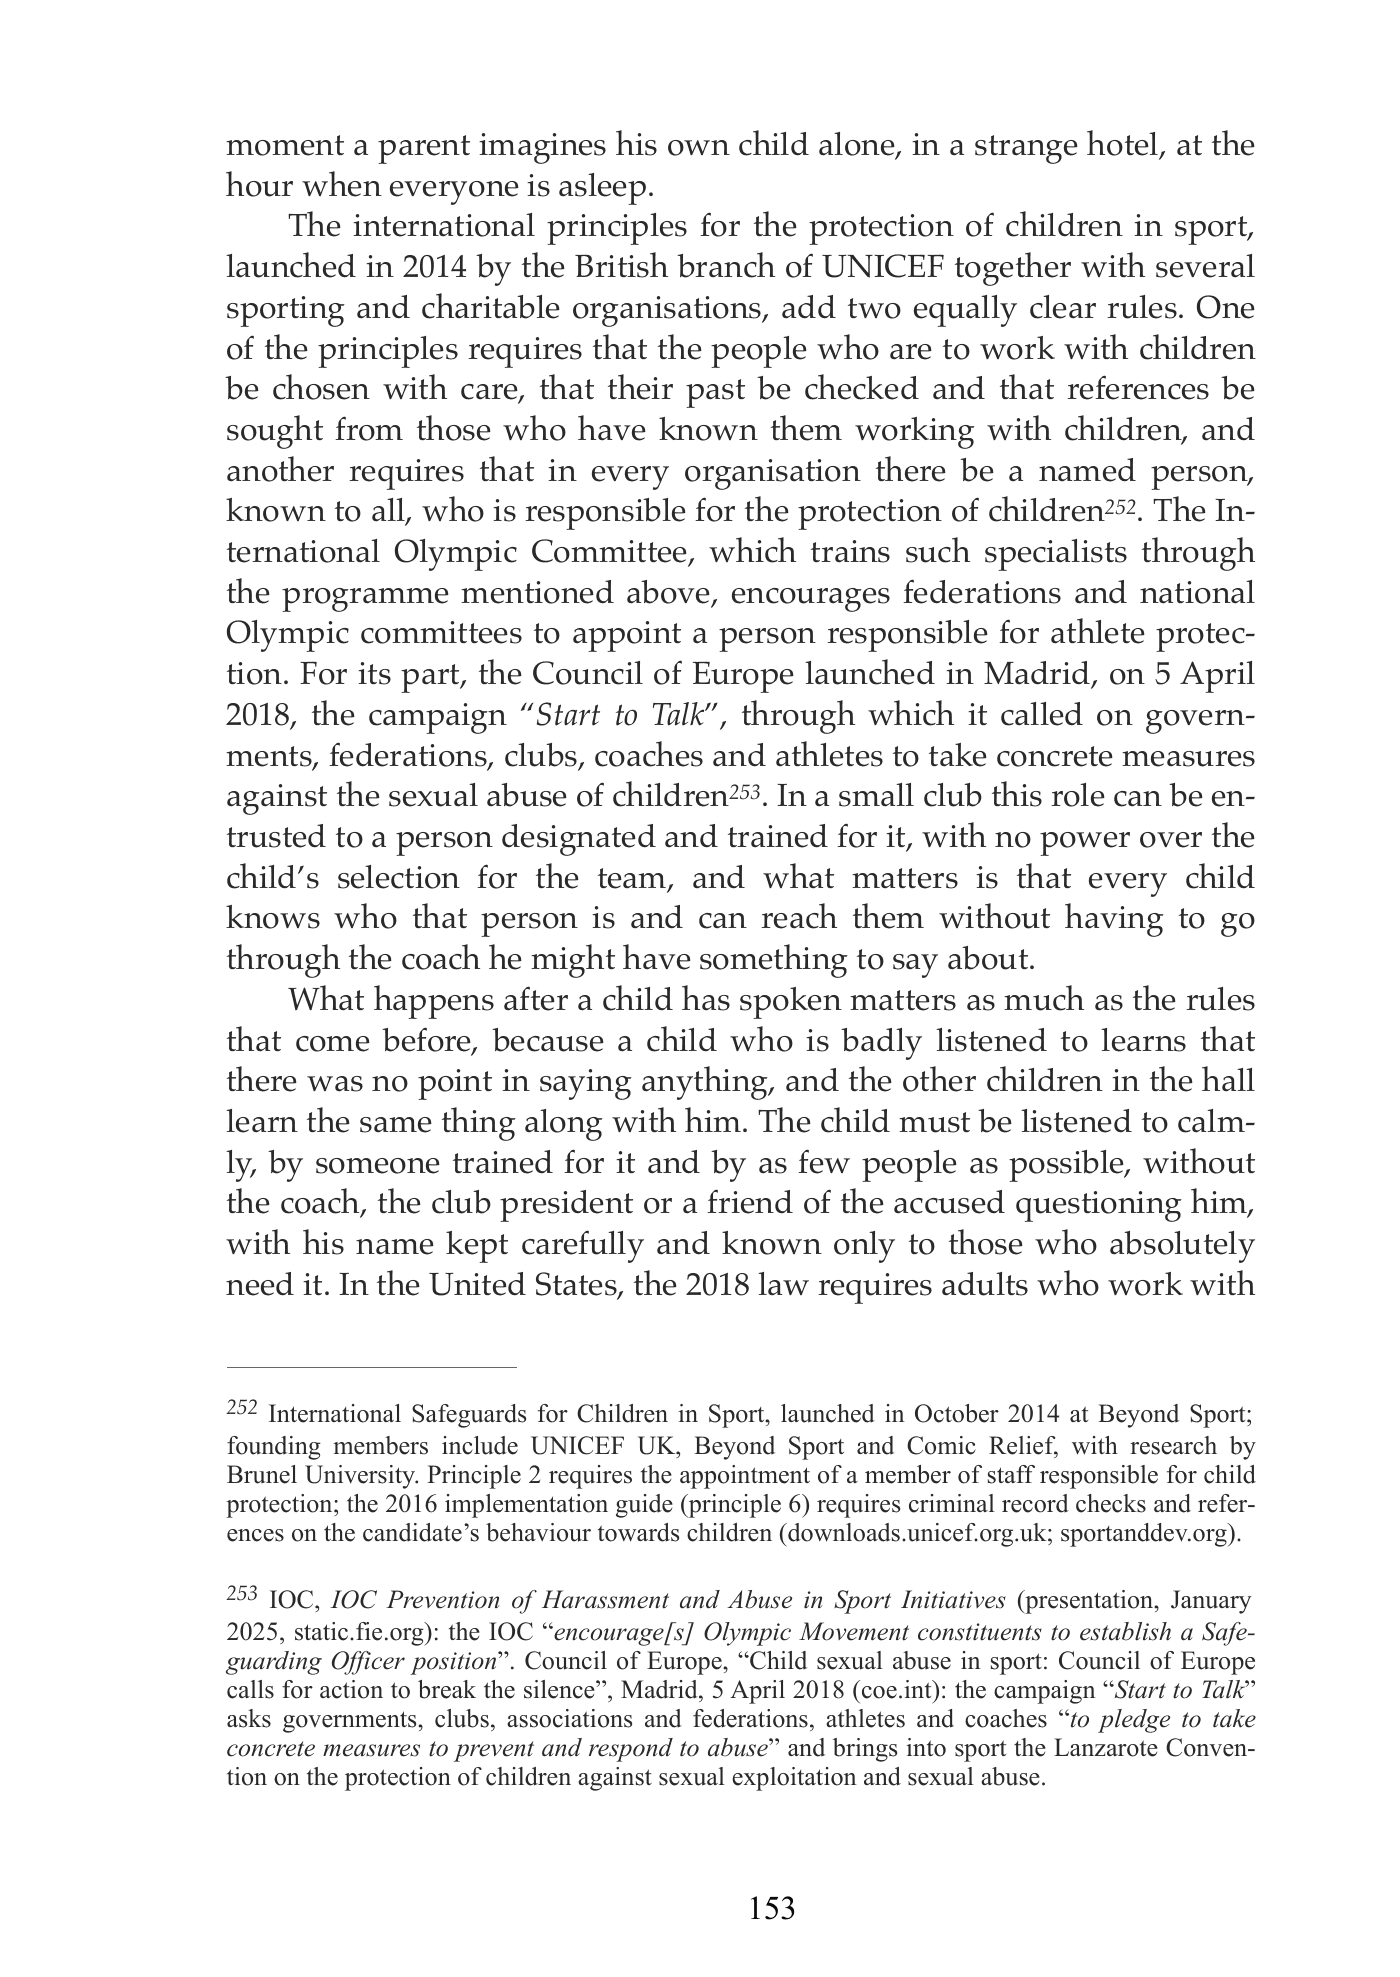 moment a parent imagines his own child alone, in a strange hotel, at the
hour when everyone is asleep.
The international principles for the protection of children in sport,
launched in 2014 by the British branch of UNICEF together with several
sporting and charitable organisations, add two equally clear rules. One
of the principles requires that the people who are to work with children
be chosen with care, that their past be checked and that references be
sought from those who have known them working with children, and
another requires that in every organisation there be a named person,
known to all, who is responsible for the protection of children252. The In-
ternational Olympic Committee, which trains such specialists through
the programme mentioned above, encourages federations and national
Olympic committees to appoint a person responsible for athlete protec-
tion. For its part, the Council of Europe launched in Madrid, on 5 April
2018, the campaign “Start to Talk”, through which it called on govern-
ments, federations, clubs, coaches and athletes to take concrete measures
against the sexual abuse of children253. In a small club this role can be en-
trusted to a person designated and trained for it, with no power over the
child’s selection for the team, and what matters is that every child
knows who that person is and can reach them without having to go
through the coach he might have something to say about.
What happens after a child has spoken matters as much as the rules
that come before, because a child who is badly listened to learns that
there was no point in saying anything, and the other children in the hall
learn the same thing along with him. The child must be listened to calm-
ly, by someone trained for it and by as few people as possible, without
the coach, the club president or a friend of the accused questioning him,
with his name kept carefully and known only to those who absolutely
need it. In the United States, the 2018 law requires adults who work with
252 International Safeguards for Children in Sport, launched in October 2014 at Beyond Sport;
founding members include UNICEF UK, Beyond Sport and Comic Relief, with research by
Brunel University. Principle 2 requires the appointment of a member of staff responsible for child
protection; the 2016 implementation guide (principle 6) requires criminal record checks and refer-
ences on the candidate’s behaviour towards children (downloads.unicef.org.uk; sportanddev.org).
253 IOC, IOC Prevention of Harassment and Abuse in Sport Initiatives (presentation, January
2025, static.fie.org): the IOC “encourage[s] Olympic Movement constituents to establish a Safe-
guarding Officer position”. Council of Europe, “Child sexual abuse in sport: Council of Europe
calls for action to break the silence”, Madrid, 5 April 2018 (coe.int): the campaign “Start to Talk”
asks governments, clubs, associations and federations, athletes and coaches “to pledge to take
concrete measures to prevent and respond to abuse” and brings into sport the Lanzarote Conven-
tion on the protection of children against sexual exploitation and sexual abuse.
153